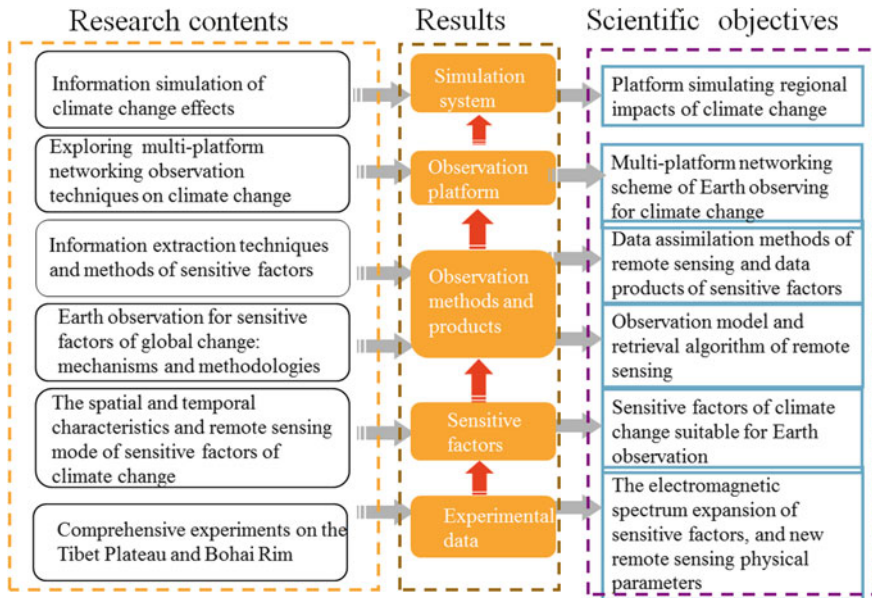 Research contents
Results
Scientific objectives
Information simulation of
climate change effects
Exploring multi-platform
networking observation
techniques on climate change
Information extraction techniques
and methods of sensitive factors
Earth observation for sensitive
factors of global change:
mechanisms and methodologies
The spatial and temporal
characteristics and remote sensing
mode of sensitive factors of
climate change
Comprehensive experiments on the
Tibet Plateau and Bohai Rim
Simulation
system
Observation
platform
Observation
methods and
products
Sensitive
factors
Experimental
data
Platform simulating regional
impacts of climate change
Multi-platform networking
scheme of Earth observing
for climate change
Data assimilation methods of
remote sensing and data
products of sensitive factors
Observation model and
retrieval algorithm of remote
sensing
Sensitive factors of climate
change suitable for Earth
observation
The electromagnetic
spectrum expansion of
sensitive factors, and new
remote sensing physical
parameters